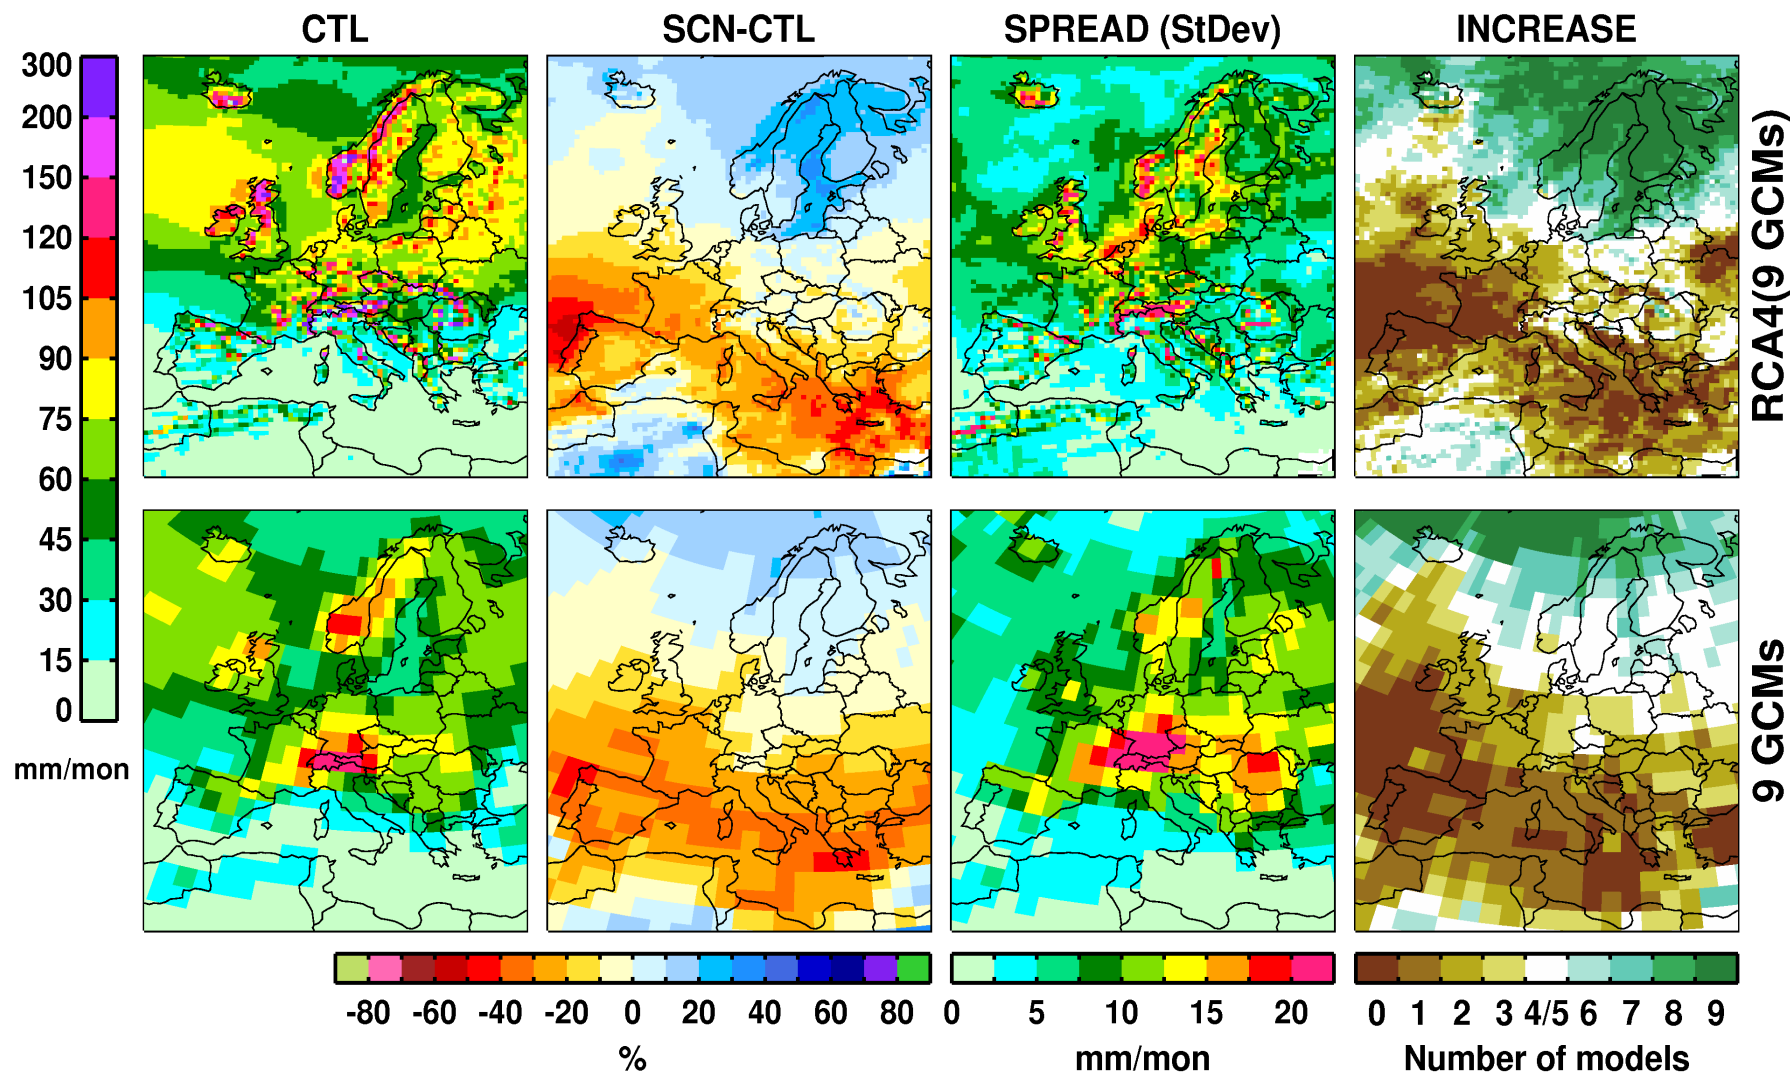 CTL
SCN-CTL
SPREAD (StDev)
INCREASE
300
200
150
120
105
90
75
60
45
30
15
0
mm/mon
RCA4(9 GCMs)
9 GCMs
-80 -60 -40 -20 0 20 40 60 80
%
0 5 10 15 20
mm/mon
0 1 2 3 4/5 6 7 8 9
Number of models